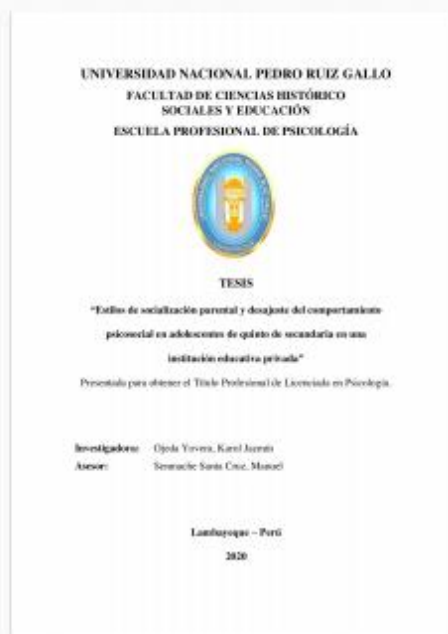 UNIVERSIDAD NACIONAL PEDRO RUIZ GALLO
FACULTAD DE CIENCIAS HISTÓRICO
SOCIALES Y EDUCACIÓN
ESCUELA PROFESIONAL DE PSICOLOGÍA
TESIS
“Estilos de socialización parental y desajuste del comportamiento
psicosocial en adolescentes de quinto de secundaria en una
institución educativa privada”
Presentada para obtener el Título Profesional de Licenciada en Psicología.
Investigadora: Ojeda Yovera, Karol
Asesor: Santa Cruz, Manuel
Lambayeque – Perú
2020